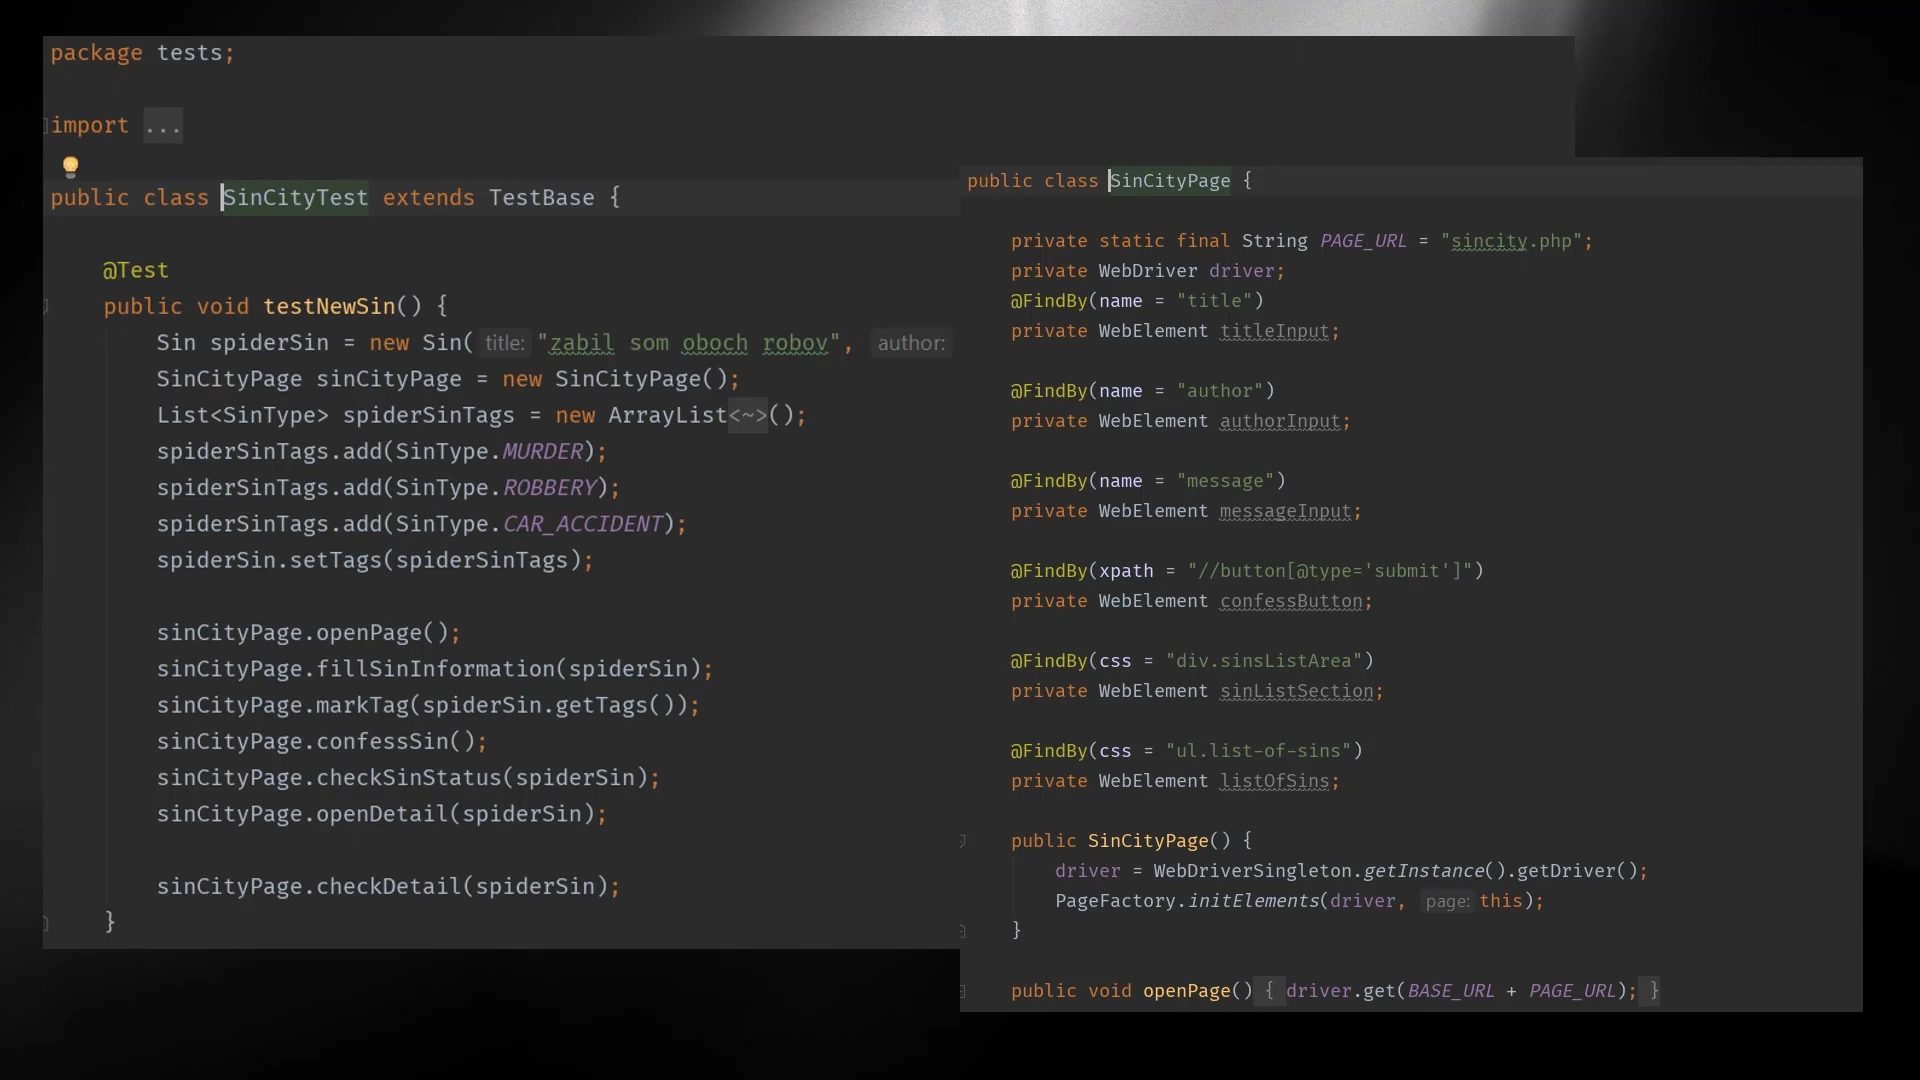 package tests;
import ...
public class SinCityTest extends TestBase {
@Test
public void testNewSin() {
Sin spiderSin = new Sin( title: "zabil som oboch robov", author:
SinCityPage sinCityPage = new SinCityPage();
List<SinType> spiderSinTags = new ArrayList<~>();
spiderSinTags.add(SinType.MURDER);
spiderSinTags.add(SinType.ROBBERY);
spiderSinTags.add(SinType.CAR_ACCIDENT);
spiderSin.setTags(spiderSinTags);
sinCityPage.openPage();
sinCityPage.fillSinInformation(spiderSin);
sinCityPage.markTag(spiderSin.getTags());
sinCityPage.confessSin();
sinCityPage.checkSinStatus(spiderSin);
sinCityPage.openDetail(spiderSin);
sinCityPage.checkDetail(spiderSin);
}
public class SinCityPage {
private static final String PAGE_URL = "sincity.php";
private WebDriver driver;
@FindBy(name = "title")
private WebElement titleInput;
@FindBy(name = "author")
private WebElement authorInput;
@FindBy(name = "message")
private WebElement messageInput;
@FindBy(xpath = "//button[@type='submit']")
private WebElement confessButton;
@FindBy(css = "div.sinsListArea")
private WebElement sinListSection;
@FindBy(css = "ul.list-of-sins")
private WebElement listOfSins;
public SinCityPage() {
driver = WebDriverSingleton.getInstance().getDriver();
PageFactory.initElements(driver, page: this);
}
public void openPage() { driver.get(BASE_URL + PAGE_URL); }